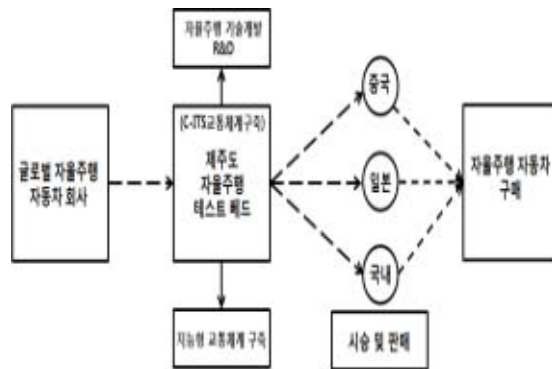 자율주행 기술개발
R&D
글로벌 자율주행
자동차 회사
(C-ITS교통체계구축)
제주도
자율주행
테스트 베드
중국
일본
국내
자율주행 자동차
구매
지능형 교통체계 구축
시승 및 판매